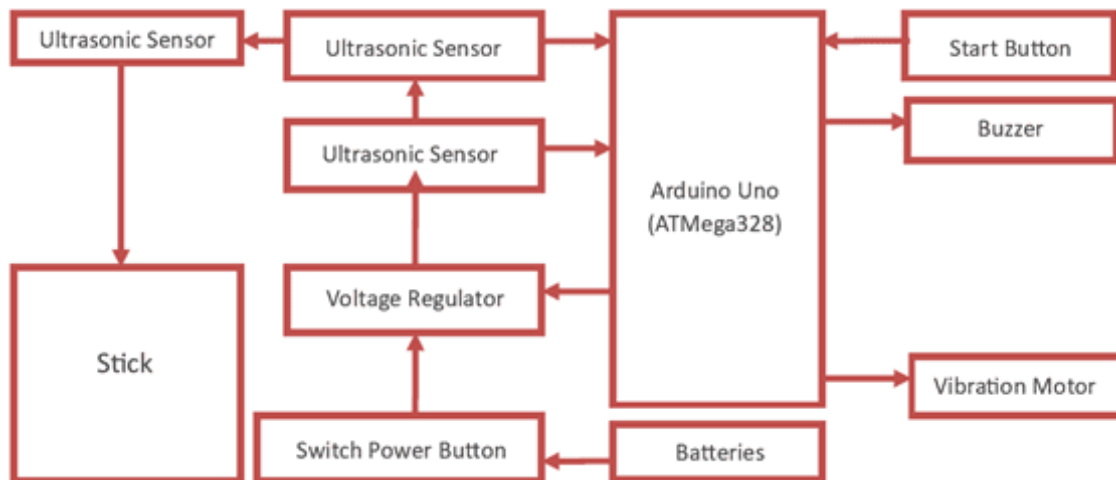 Ultrasonic Sensor
Ultrasonic Sensor
Start Button
Buzzer
Ultrasonic Sensor
Arduino Uno
(ATMega328)
Voltage Regulator
Stick
Vibration Motor
Switch Power Button
Batteries